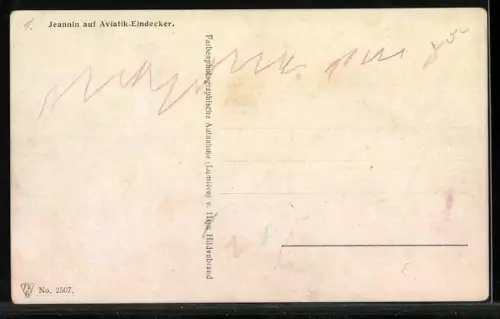 1.
Jeannin auf Aviatik-Eindecker.
Farbenphotographische Aufnahme (Lumière) v. Hans Hildenbrand
No. 2507.